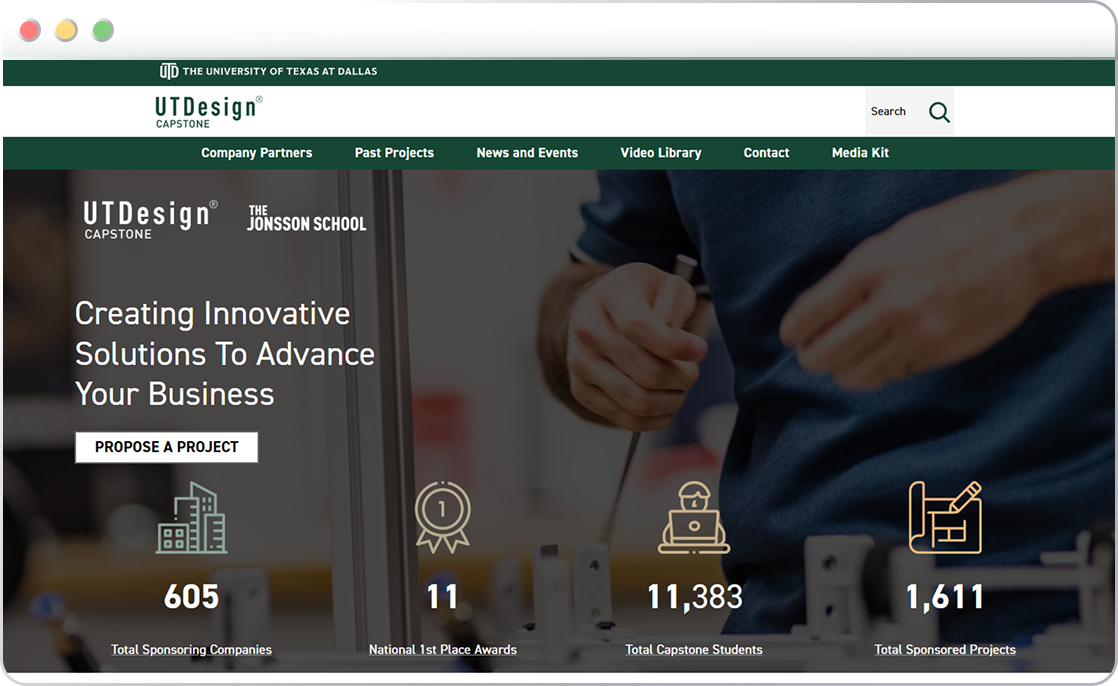 UTD THE UNIVERSITY OF TEXAS AT DALLAS
UTDesign®
CAPSTONE
Search
Company Partners Past Projects News and Events Video Library Contact Media Kit
UTDesign® THE
CAPSTONE JONSSON SCHOOL
Creating Innovative
Solutions To Advance
Your Business
PROPOSE A PROJECT
1
605 11 11,383 1,611
Total Sponsoring Companies National 1st Place Awards Total Capstone Students Total Sponsored Projects